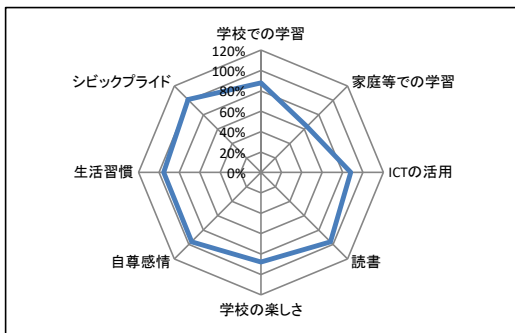 学校での学習
家庭等での学習
ICTの活用
読書
学校の楽しさ
自尊感情
生活習慣
シビックプライド
120%
100%
80%
60%
40%
20%
0%